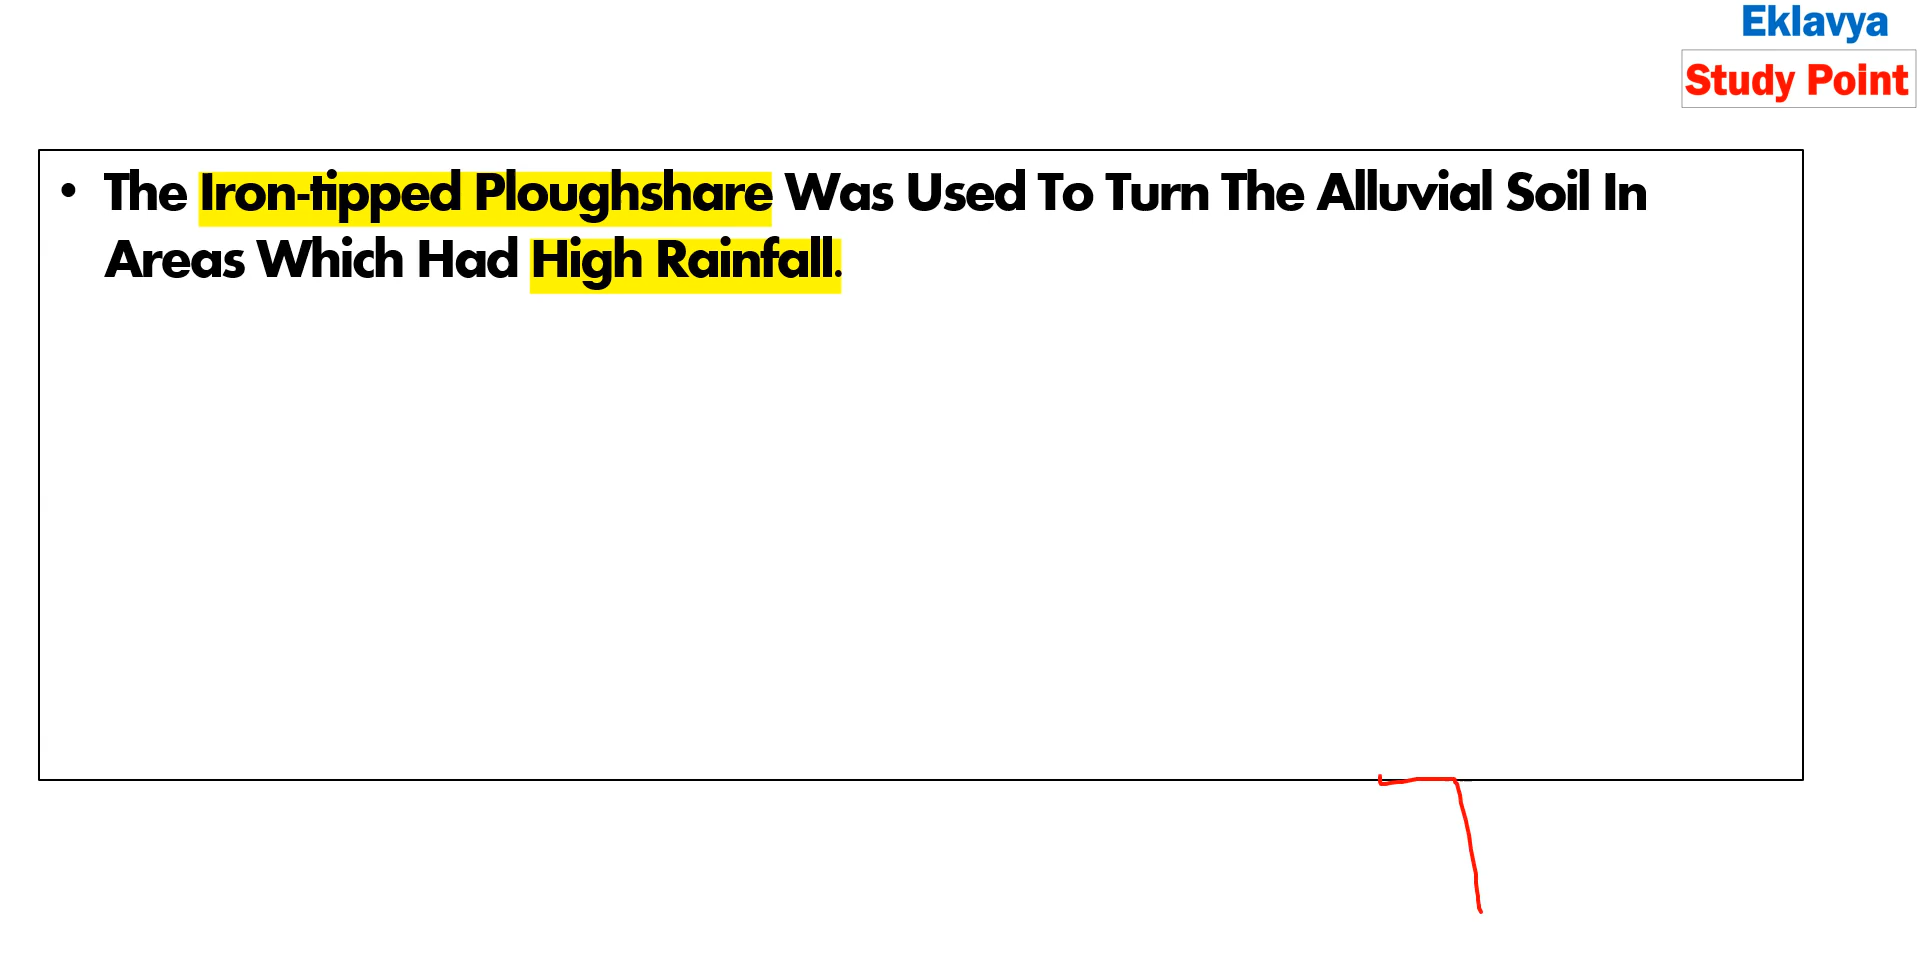 Eklavya
Study Point
• The Iron-tipped Ploughshare Was Used To Turn The Alluvial Soil In
Areas Which Had High Rainfall.